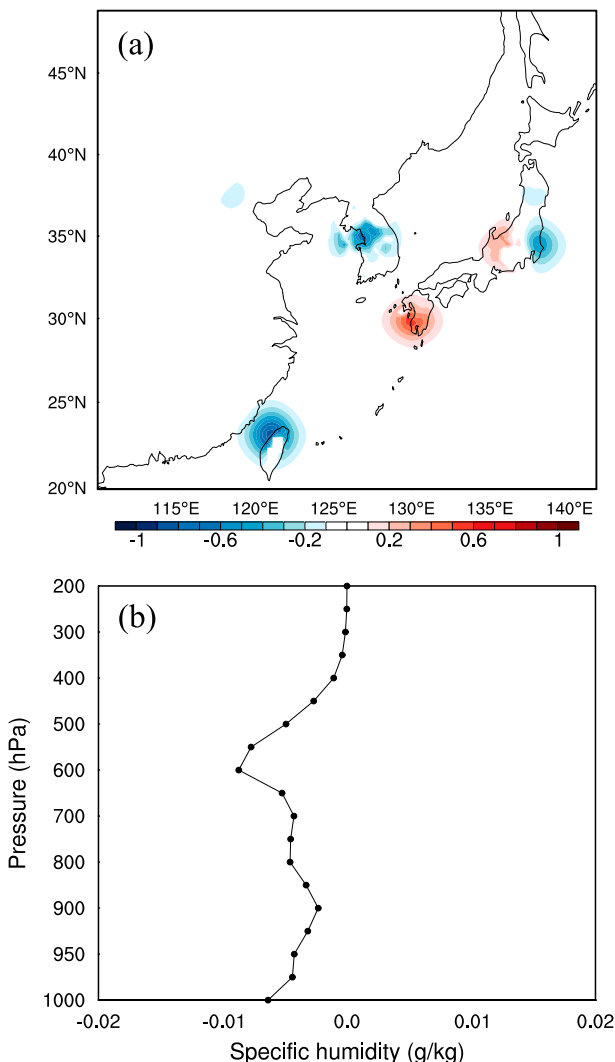 (a)
45°N
40°N
35°N
30°N
25°N
20°N
115°E 120°E 125°E 130°E 135°E 140°E
-1 -0.6 -0.2 0.2 0.6 1
(b)
200
300
400
500
600
700
800
900
950
1000
Pressure (hPa)
-0.02 -0.01 0.0 0.01 0.02
Specific humidity (g/kg)